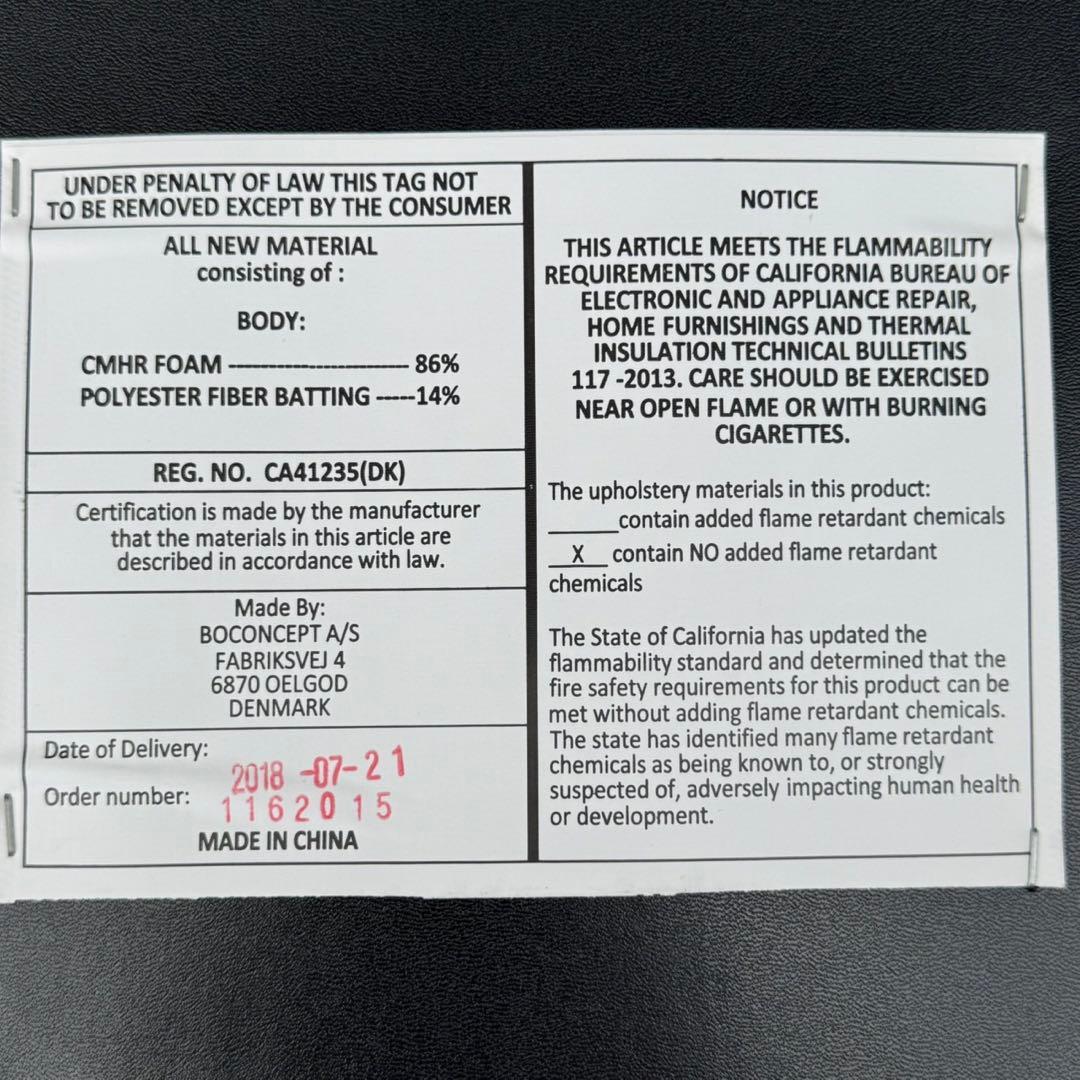 UNDER PENALTY OF LAW THIS TAG NOT
TO BE REMOVED EXCEPT BY THE CONSUMER
ALL NEW MATERIAL
consisting of :
BODY:
CMHR FOAM ---------------------- 86%
POLYESTER FIBER BATTING -----14%
REG. NO. CA41235(DK)
Certification is made by the manufacturer
that the materials in this article are
described in accordance with law.
Made By:
BOCONCEPT A/S
FABRIKSVEJ 4
6870 OELGOD
DENMARK
Date of Delivery: 2018 -07-21
Order number: 1162015
MADE IN CHINA
NOTICE
THIS ARTICLE MEETS THE FLAMMABILITY
REQUIREMENTS OF CALIFORNIA BUREAU OF
ELECTRONIC AND APPLIANCE REPAIR,
HOME FURNISHINGS AND THERMAL
INSULATION TECHNICAL BULLETINS
117 -2013. CARE SHOULD BE EXERCISED
NEAR OPEN FLAME OR WITH BURNING
CIGARETTES.
The upholstery materials in this product:
______contain added flame retardant chemicals
__X__ contain NO added flame retardant
chemicals
The State of California has updated the
flammability standard and determined that the
fire safety requirements for this product can be
met without adding flame retardant chemicals.
The state has identified many flame retardant
chemicals as being known to, or strongly
suspected of, adversely impacting human health
or development.